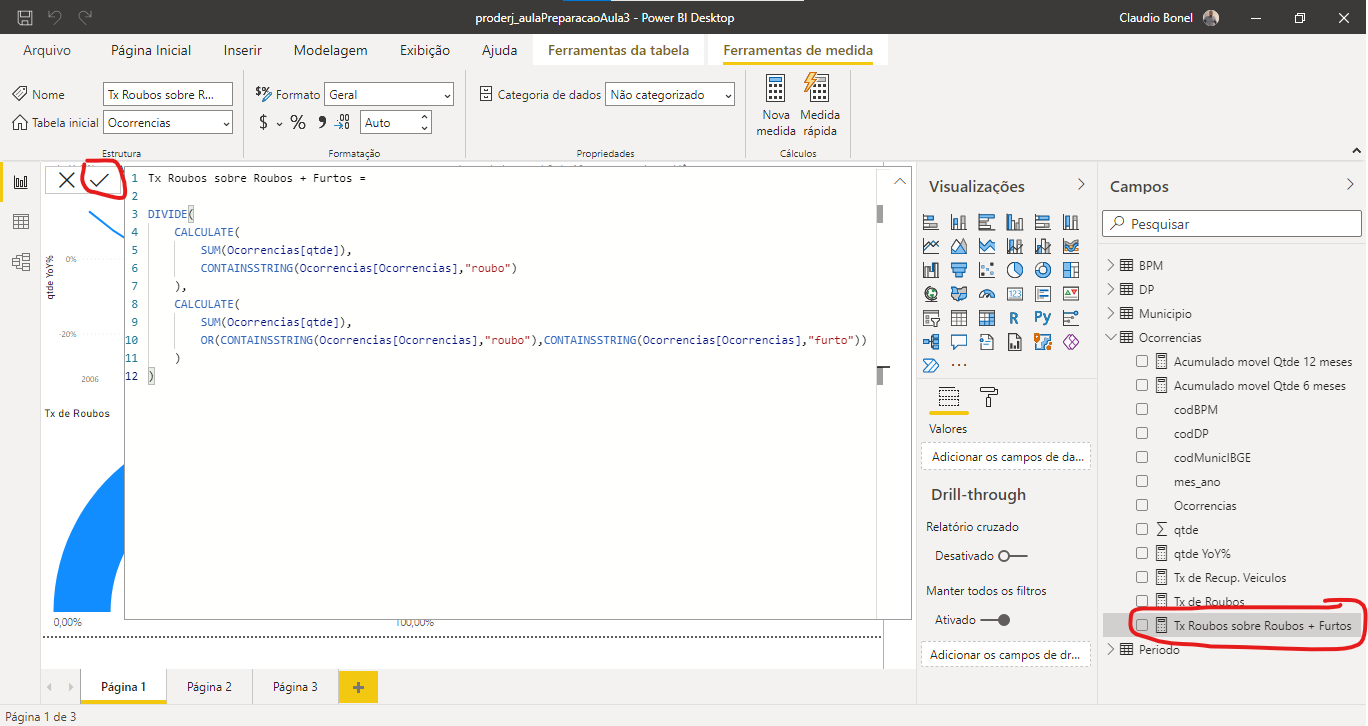 proderj_aulaPreparacaoAula3 - Power BI Desktop
Claudio Bonel
Arquivo
Página Inicial
Inserir
Modelagem
Exibição
Ajuda
Ferramentas da tabela
Ferramentas de medida
Nome
Tx Roubos sobre R...
Tabela inicial
Ocorrencias
Estrutura
Formato
Geral
$ % 9 Auto
Formatação
Categoria de dados
Não categorizado
Propriedades
Nova medida
Medida rápida
Cálculos
1 Tx Roubos sobre Roubos + Furtos =
2
3 DIVIDE(
4 CALCULATE(
5 SUM(Ocorrencias[qtde]),
6 CONTAINSSTRING(Ocorrencias[Ocorrencias],"roubo")
7 ),
8 CALCULATE(
9 SUM(Ocorrencias[qtde]),
10 OR(CONTAINSSTRING(Ocorrencias[Ocorrencias],"roubo"),CONTAINSSTRING(Ocorrencias[Ocorrencias],"furto"))
11 )
12 )
qtde YoY%
0%
-20%
2006
Tx de Roubos
0,00%
100,00%
Visualizações
R
Py
123
...
Valores
Adicionar os campos de da...
Drill-through
Relatório cruzado
Desativado
Manter todos os filtros
Ativado
Adicionar os campos de dr...
Campos
Pesquisar
BPM
DP
Municipio
Ocorrencias
Acumulado movel Qtde 12 meses
Acumulado movel Qtde 6 meses
codBPM
codDP
codMunicIBGE
mes_ano
Ocorrencias
qtde
qtde YoY%
Tx de Recup. Veiculos
Tx de Roubos
Tx Roubos sobre Roubos + Furtos
Periodo
Página 1
Página 2
Página 3
+
Página 1 de 3